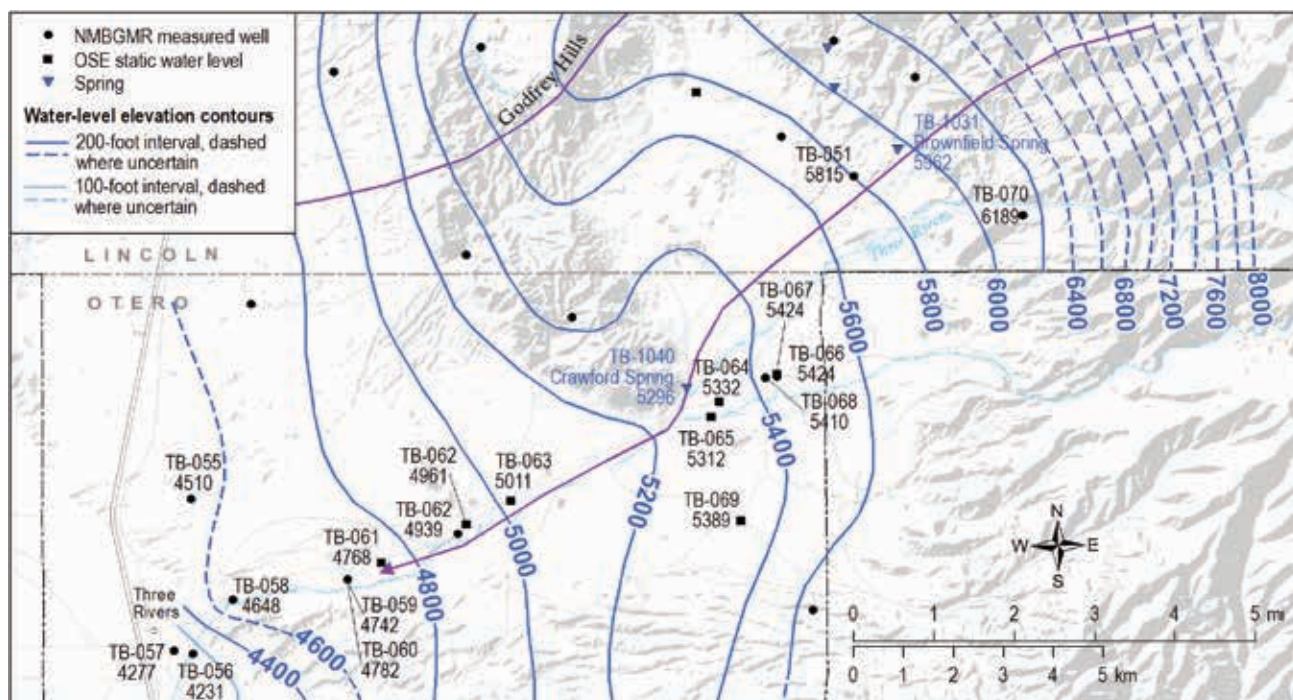 NMBGMR measured well
OSE static water level
Spring
Water-level elevation contours
200-foot interval, dashed
where uncertain
100-foot interval, dashed
where uncertain
Godfrey Hills
TB-1031
Brownfield Spring
5962
TB-051
5815
TB-070
6189
Three Rivers
LINCOLN
OTERO
5600
5800
6000
6400
6800
7200
7600
8000
TB-067
5424
TB-1040
Crawford Spring
5296
TB-064
5332
TB-066
5424
TB-068
5410
TB-065
5312
5400
TB-055
4510
TB-062
4961
TB-063
5011
5200
TB-069
5389
TB-062
4939
5000
TB-061
4768
4800
N
W E
S
TB-058
4648
Three
Rivers
TB-059
4742
TB-060
4782
4600
4400
TB-057
4277
TB-056
4231
0 1 2 3 4 5 mi
0 1 2 3 4 5 km